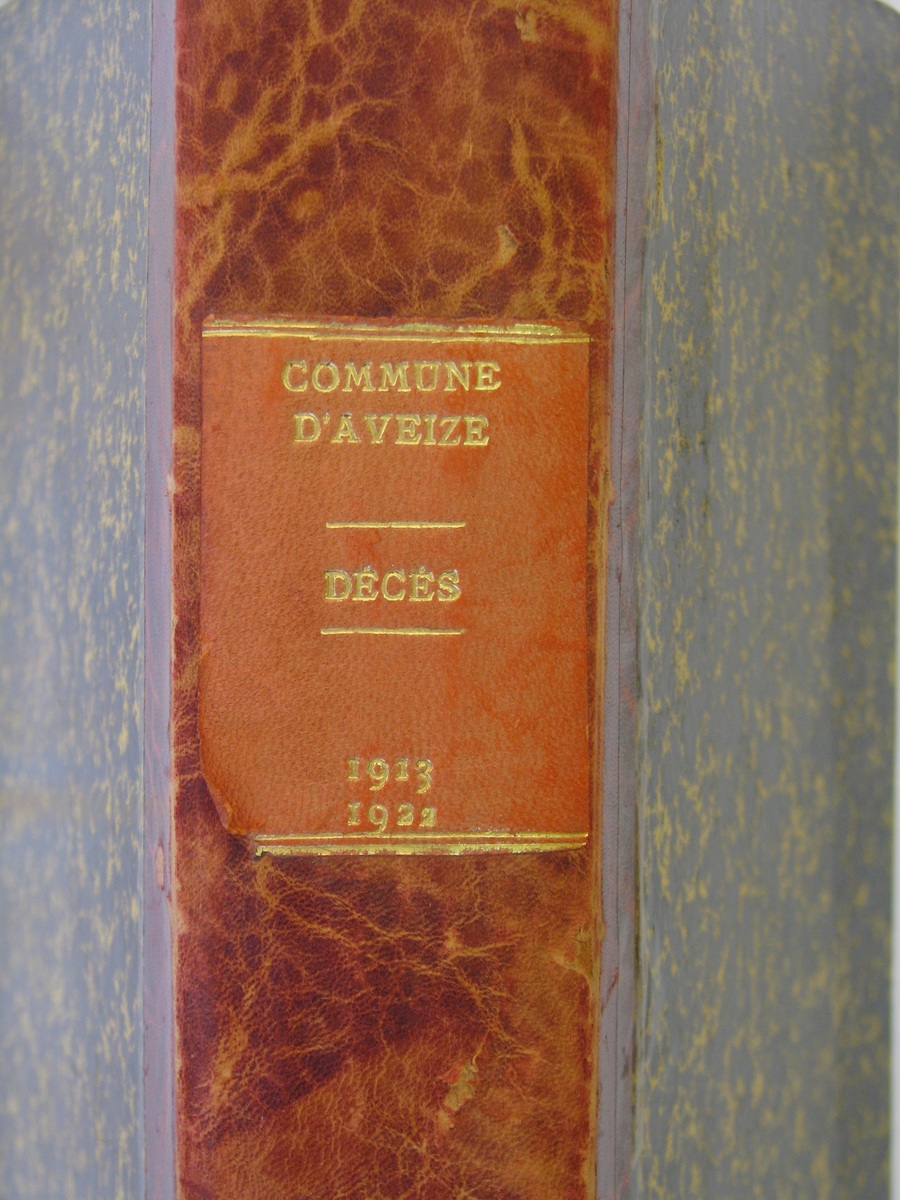 COMMUNE
D'AVEIZE
DÉCÈS
1913
1922